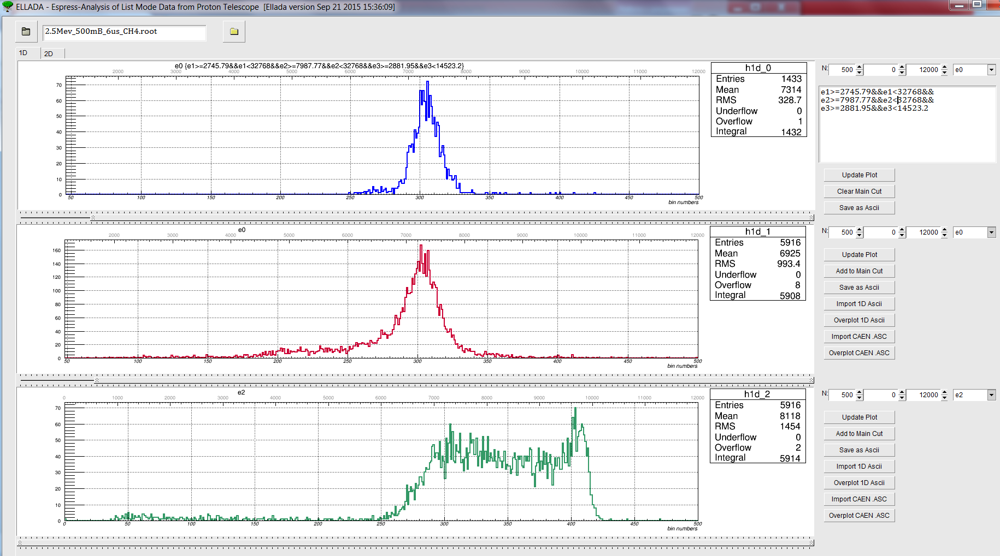 ELLADA - Espress-Analysis of List Mode Data from Proton Telescope  [Ellada version Sep 21 2015 15:36:09]
2.5Mev_500mB_6us_CH4.root
1D 2D
e0 {e1>=2745.79&&e1<32768&&e2>=7987.77&&e2<32768&&e3>=2881.95&&e3<14523.2}
2000 3000 4000 5000 6000 7000 8000 9000 10000 11000 12000
70
60
50
40
30
20
10
0
50 100 150 200 250 300 350 400 450 500
bin numbers
h1d_0
Entries 1433
Mean 7314
RMS 328.7
Underflow 0
Overflow 1
Integral 1432
N: 500 0 12000 e0
e1>=2745.79&&e1<32768&&
e2>=7987.77&&e2<32768&&
e3>=2881.95&&e3<14523.2
Update Plot
Clear Main Cut
Save as Ascii
e0
2000 3000 4000 5000 6000 7000 8000 9000 10000 11000 12000
160
140
120
100
80
60
40
20
0
50 100 150 200 250 300 350 400 450 500
bin numbers
h1d_1
Entries 5916
Mean 6925
RMS 993.4
Underflow 0
Overflow 8
Integral 5908
N: 500 0 12000 e0
Update Plot
Add to Main Cut
Save as Ascii
Import 1D Ascii
Overplot 1D Ascii
Import CAEN .ASC
Overplot CAEN .ASC
e2
0 1000 2000 3000 4000 5000 6000 7000 8000 9000 10000 11000 12000
70
60
50
40
30
20
10
0
0 50 100 150 200 250 300 350 400 450 500
bin numbers
h1d_2
Entries 5916
Mean 8118
RMS 1454
Underflow 0
Overflow 2
Integral 5914
N: 500 0 12000 e2
Update Plot
Add to Main Cut
Save as Ascii
Import 1D Ascii
Overplot 1D Ascii
Import CAEN .ASC
Overplot CAEN .ASC